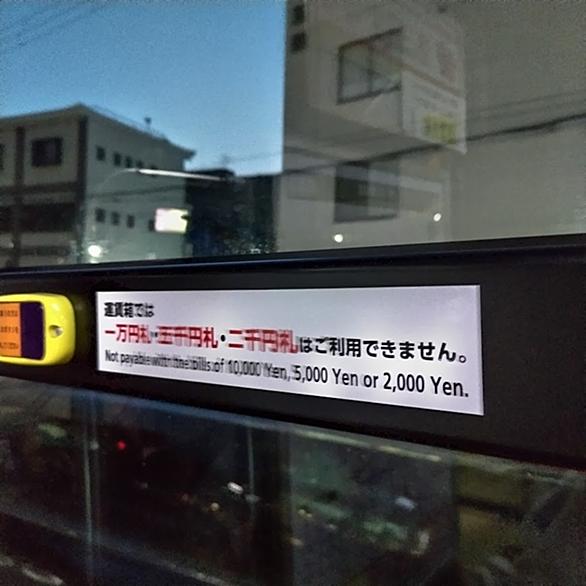 運賃箱では
一万円札・五千円札・二千円札はご利用できません。
Not payable with the bills of 10,000 Yen, 5,000 Yen or 2,000 Yen.